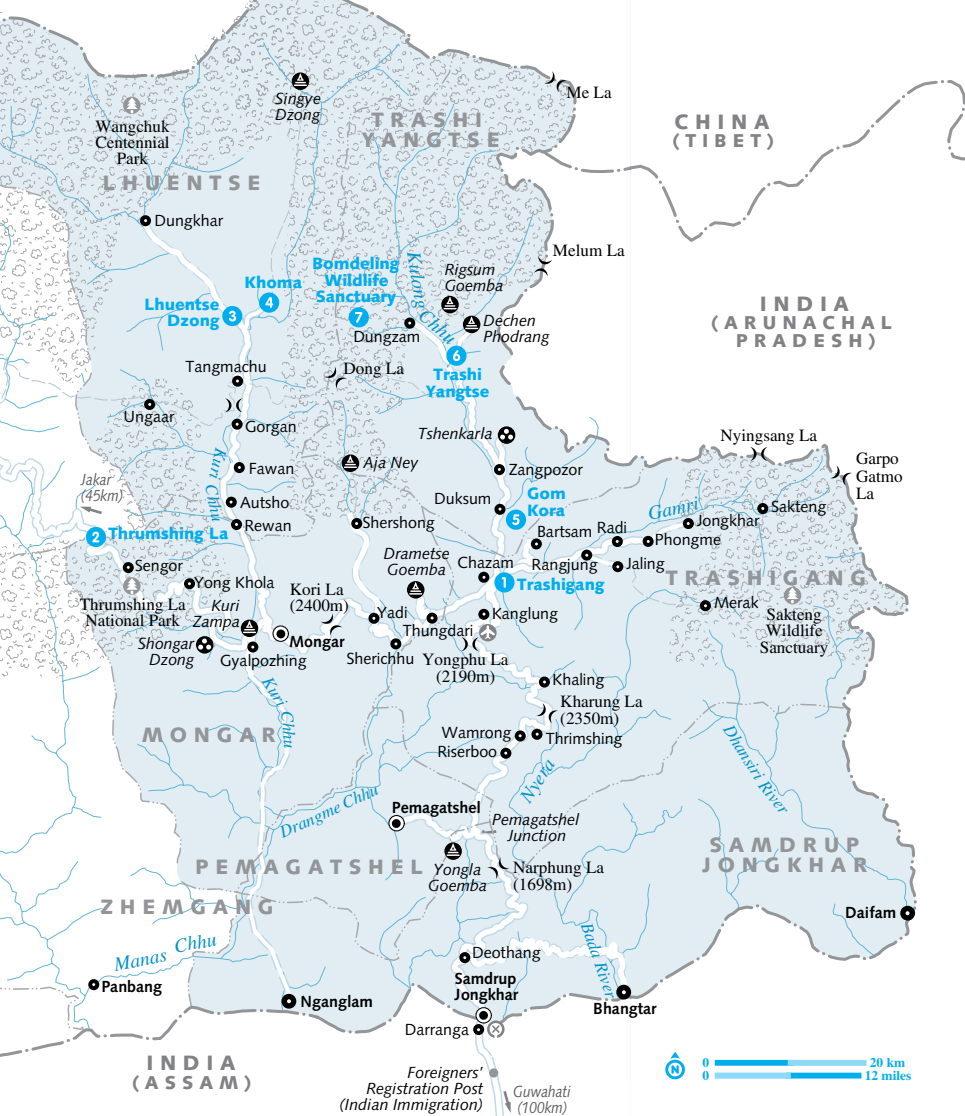 Me La
Singye
Dzong
TRASHI
YANGTSE
CHINA
(TIBET)
Wangchuk
Centennial
Park
LHUENTSE
Dungkhar
Melum La
Bomdeling
Wildlife
Sanctuary
7
Kulong Chhu
Rigsum
Goemba
Khoma
4
Lhuentse
Dzong
3
INDIA
(ARUNACHAL
PRADESH)
Dechen
Phodrang
Dungzam
6
Trashi
Yangtse
Tangmachu
Dong La
Ungaar
Gorgan
Tshenkarla
Nyingsang La
Garpo
Gatmo
La
Kuri Chhu
Fawan
Aja Ney
Zangpozor
Jakar
(45km)
Autsho
Duksum
Gom
Kora
5
Gamri
Sakteng
2
Thrumshing La
Rewan
Shershong
Bartsam
Radi
Jongkhar
Phongme
Sengor
Drametse
Goemba
Chazam
Rangjung
Jaling
Yong Khola
1
Trashigang
TRASHIGANG
Thrumshing La
National Park
Kuri
Zampa
Kori La
(2400m)
Yadi
Kanglung
Merak
Sakteng
Wildlife
Sanctuary
Shongar
Dzong
Mongar
Thungdari
Gyalpozhing
Sherichhu
Yongphu La
(2190m)
Kuri Chhu
Khaling
Kharung La
(2350m)
MONGAR
Wamrong
Thrimshing
Riserboo
Dhansiri River
Nyera
Drangme Chhu
Pemagatshel
Pemagatshel
Junction
SAMDRUP
JONGKHAR
PEMAGATSHEL
Yongla
Goemba
Narphung La
(1698m)
ZHEMGANG
Daifam
Manas Chhu
Bada River
Deothang
Panbang
Samdrup
Jongkhar
Nganglam
Bhangtar
Darranga
INDIA
(ASSAM)
Foreigners'
Registration Post
(Indian Immigration)
Guwahati
(100km)
N
0
20 km
0
12 miles